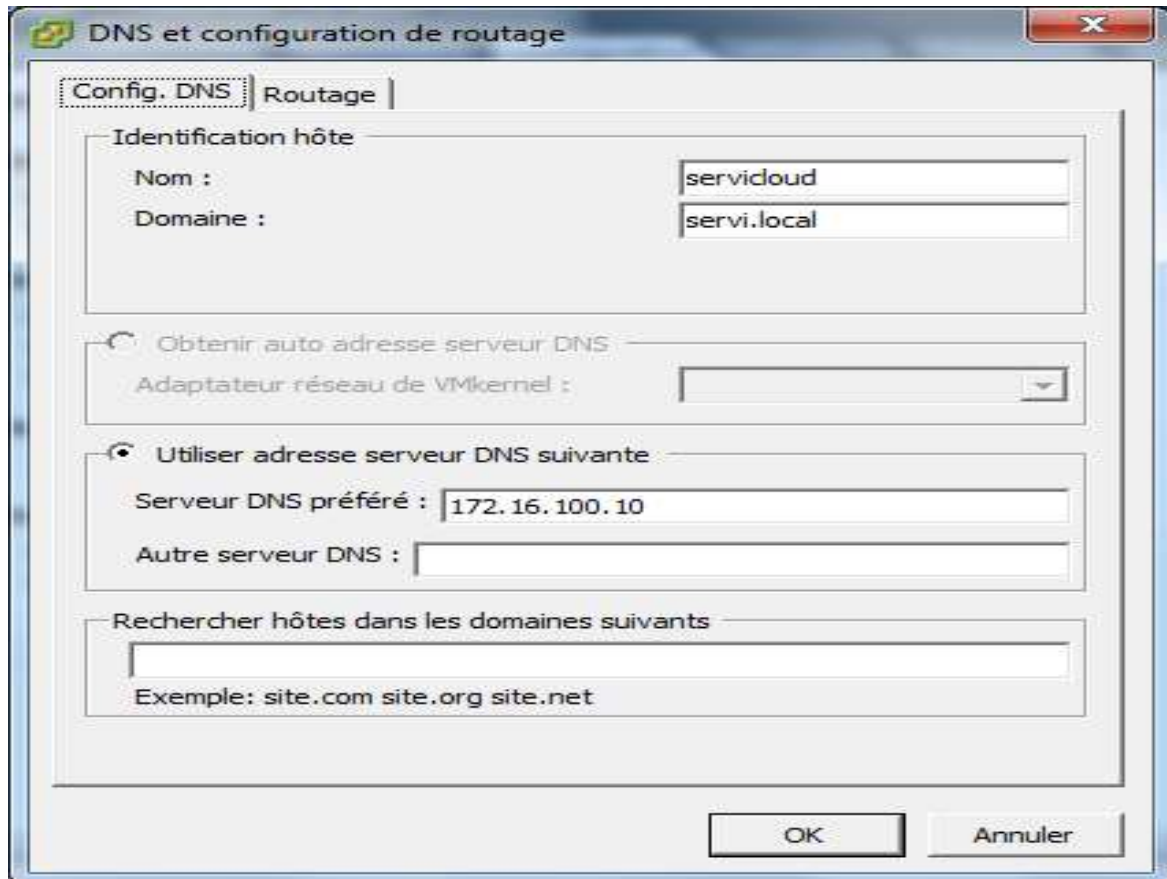 DNS et configuration de routage
Config. DNS
Routage
Identification hôte
Nom :
servicloud
Domaine :
servi.local
Obtenir auto adresse serveur DNS
Adaptateur réseau de VMkernel :
Utiliser adresse serveur DNS suivante
Serveur DNS préféré :
172.16.100.10
Autre serveur DNS :
Rechercher hôtes dans les domaines suivants
Exemple: site.com site.org site.net
OK
Annuler